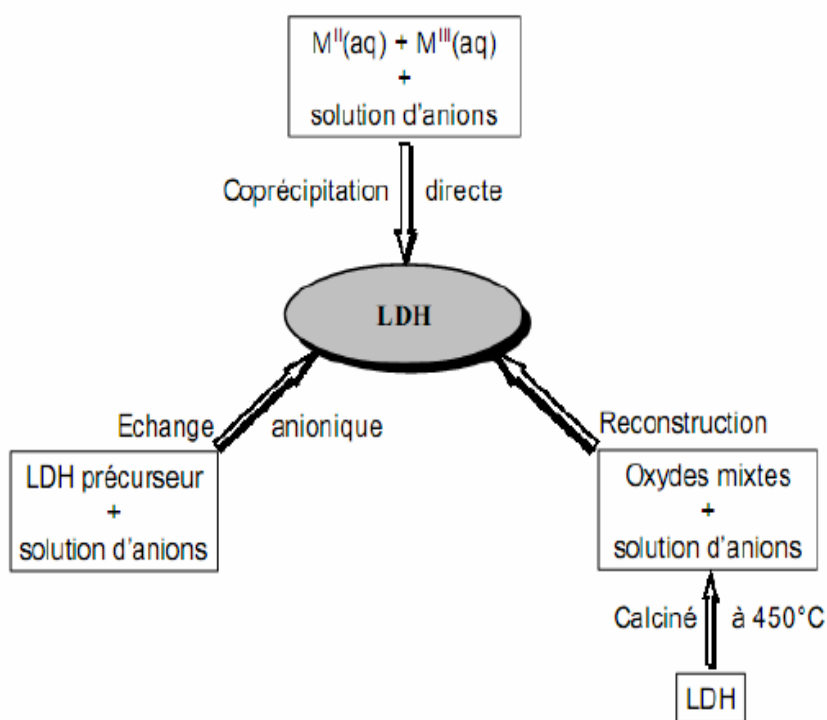 M^II(aq) + M^III(aq)
+
solution d'anions
Coprécipitation directe
LDH
Echange anionique
Reconstruction
LDH précurseur
+
solution d'anions
Oxydes mixtes
+
solution d'anions
Calciné à 450°C
LDH